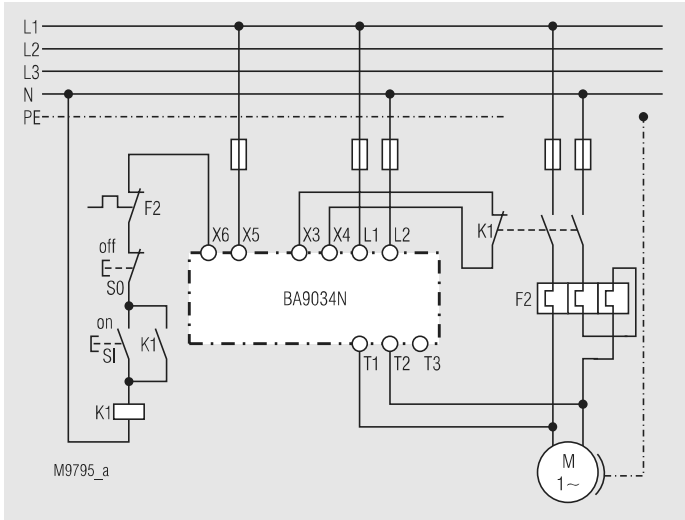 L1
L2
L3
N
PE
F2
X6 X5 X3 X4 L1 L2
K1
off
S0
BA9034N
F2
on
SI
K1
T1 T2 T3
K1
M9795_a
M
1~